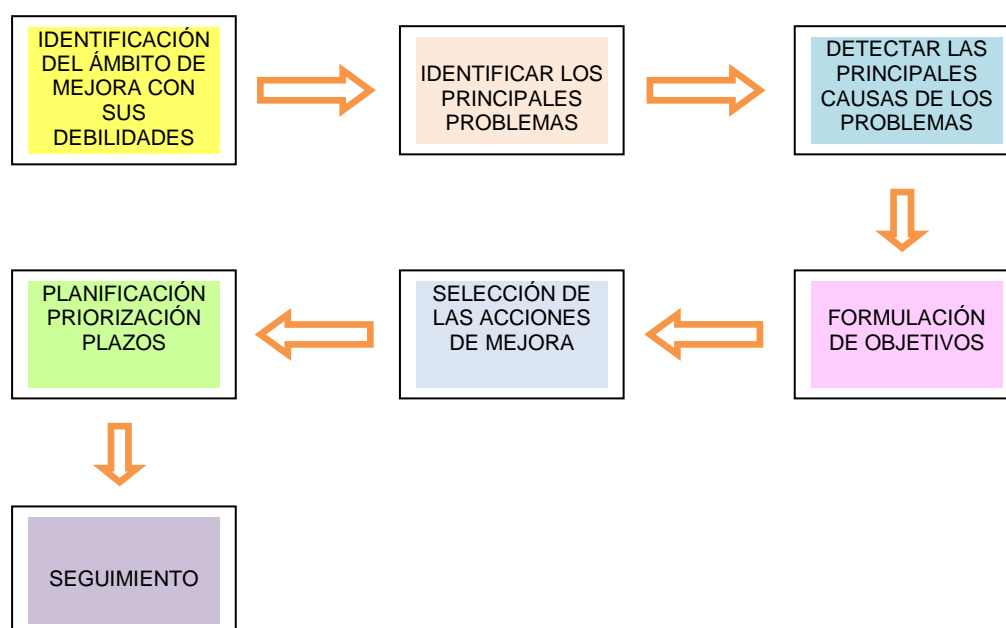 IDENTIFICACIÓN
DEL ÁMBITO DE
MEJORA CON
SUS
DEBILIDADES
IDENTIFICAR LOS
PRINCIPALES
PROBLEMAS
DETECTAR LAS
PRINCIPALES
CAUSAS DE LOS
PROBLEMAS
FORMULACIÓN
DE OBJETIVOS
SELECCIÓN DE
LAS ACCIONES
DE MEJORA
PLANIFICACIÓN
PRIORIZACIÓN
PLAZOS
SEGUIMIENTO